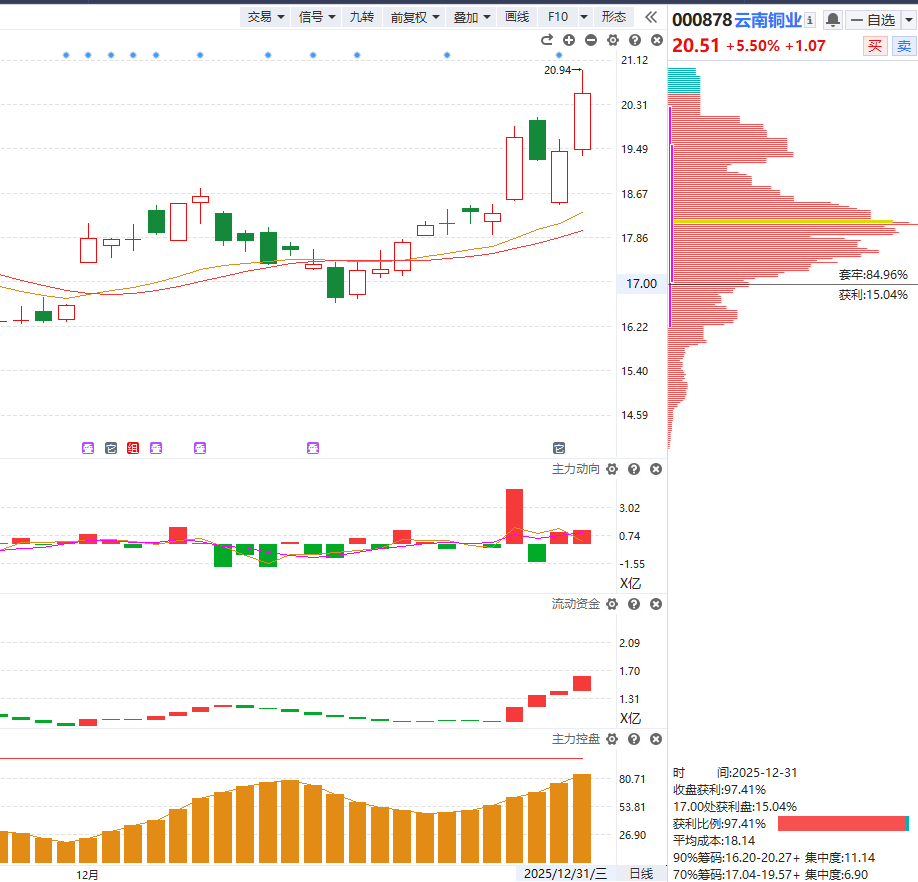 交易 信号 九转 前复权 叠加 画线 F10 形态
000878 云南铜业
自选
20.51 +5.50% +1.07
买 卖
20.94
21.12
20.31
19.49
18.67
17.86
17.00
16.22
15.40
14.59
套牢:84.96%
获利:15.04%
组
主力动向
3.02
0.74
-1.55
X亿
流动资金
2.09
1.70
1.31
X亿
主力控盘
80.71
53.81
26.90
12月
2025/12/31/三 日线
时 间:2025-12-31
收盘获利:97.41%
17.00处获利盘:15.04%
获利比例:97.41%
平均成本:18.14
90%筹码:16.20-20.27+ 集中度:11.14
70%筹码:17.04-19.57+ 集中度:6.90